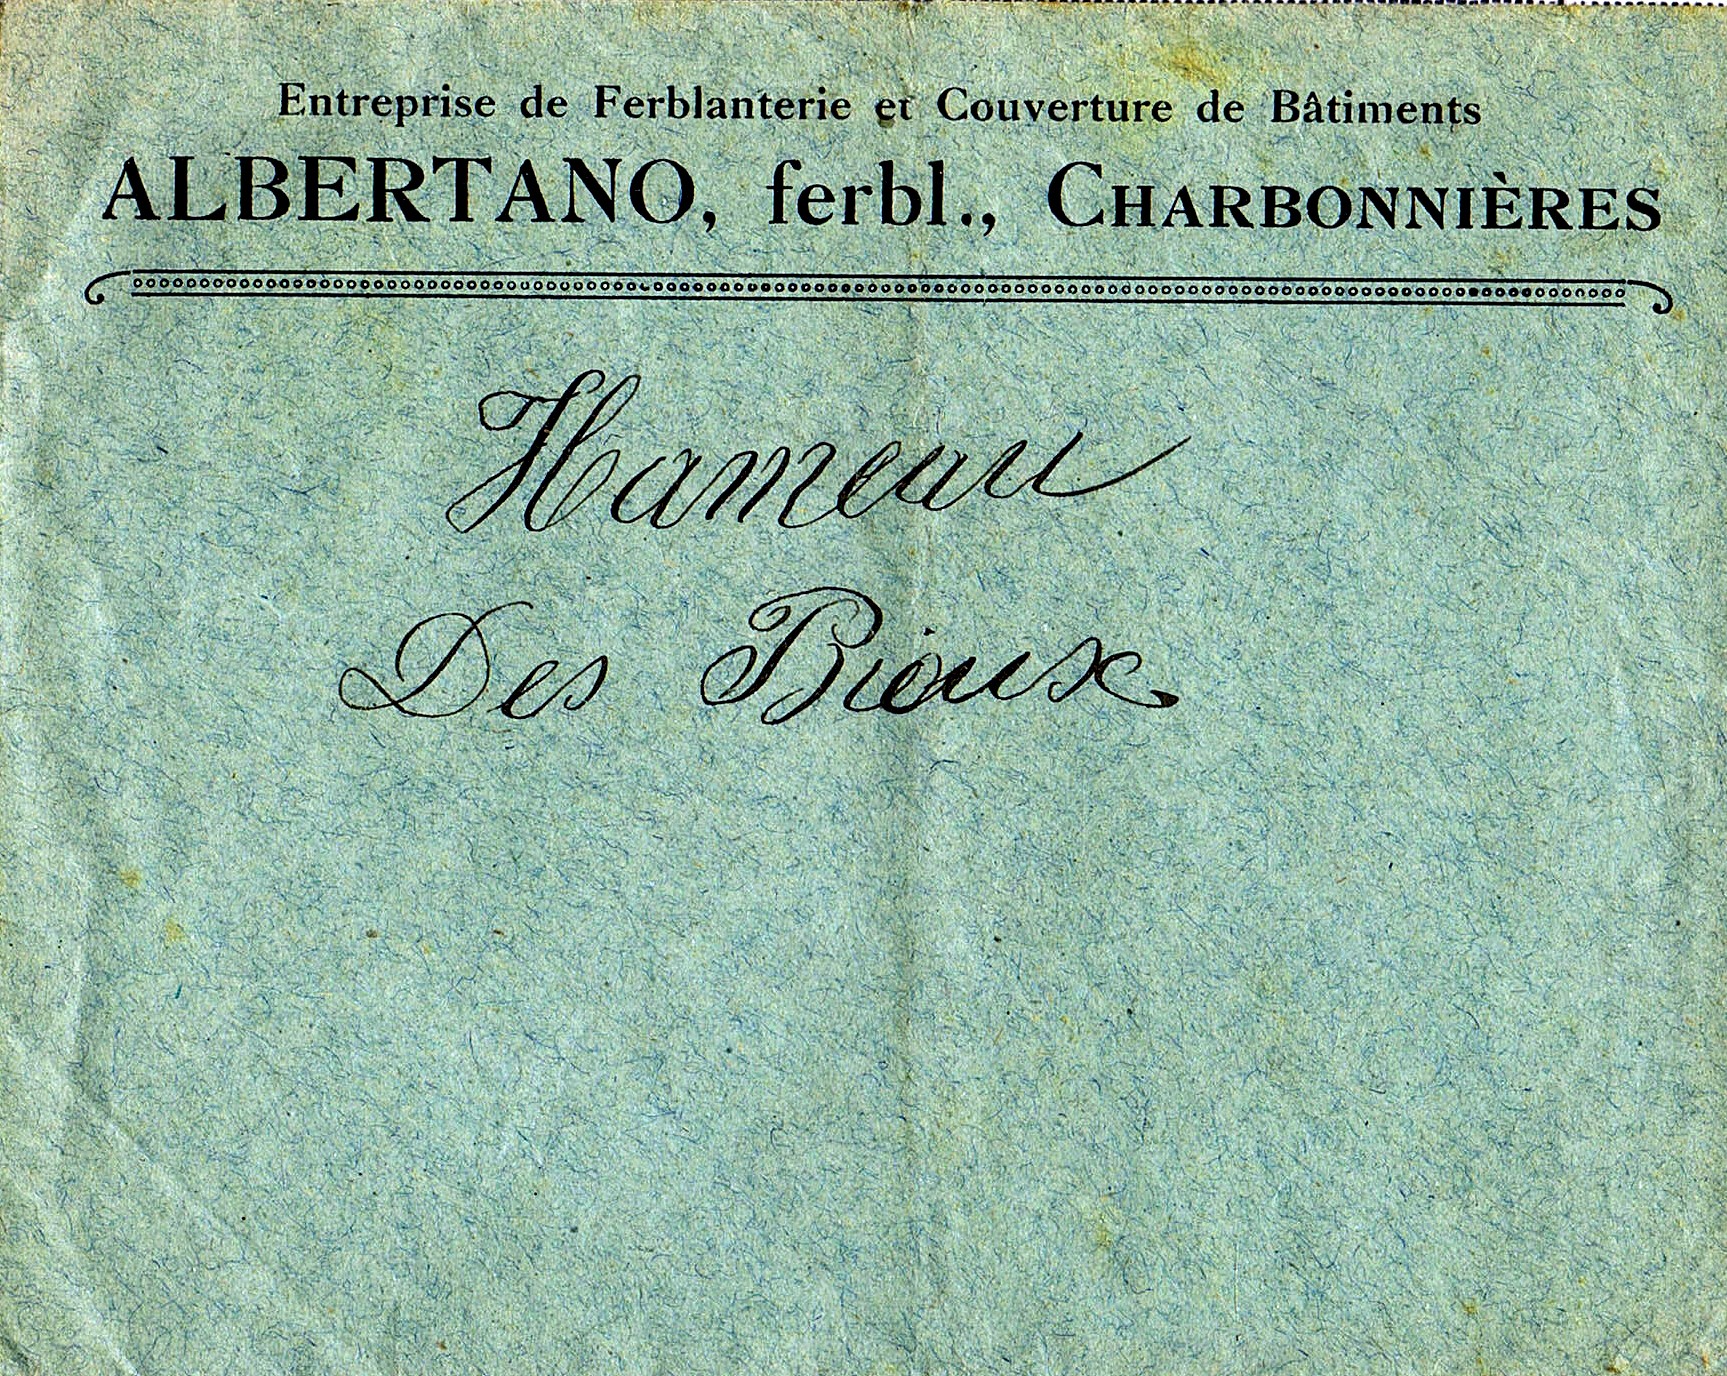 Entreprise de Ferblanterie et Couverture de Bâtiments
ALBERTANO, ferbl., CHARBONNIÈRES
Hameau
Des Bioux